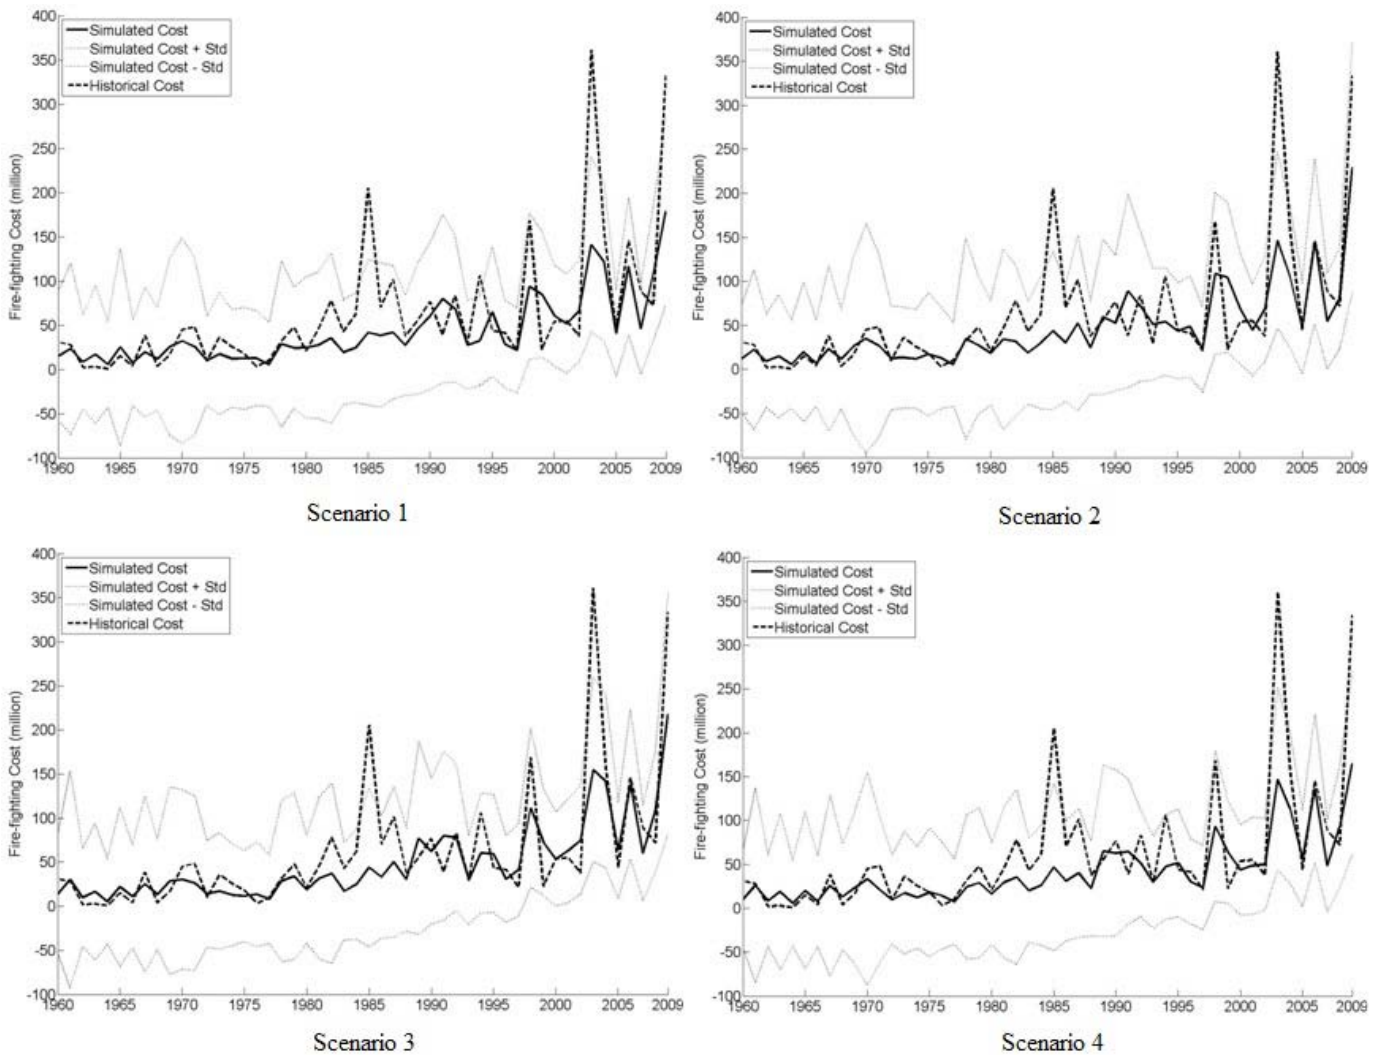 400
350
300
250
200
150
100
50
0
-50
-100
Fire-fighting Cost (million)
Simulated Cost
Simulated Cost + Std
Simulated Cost - Std
Historical Cost
1960 1965 1970 1975 1980 1985 1990 1995 2000 2005 2009
Scenario 1
400
350
300
250
200
150
100
50
0
-50
-100
Fire-fighting Cost (million)
Simulated Cost
Simulated Cost + Std
Simulated Cost - Std
Historical Cost
1960 1965 1970 1975 1980 1985 1990 1995 2000 2005 2009
Scenario 2
400
350
300
250
200
150
100
50
0
-50
-100
Fire-fighting Cost (million)
Simulated Cost
Simulated Cost + Std
Simulated Cost - Std
Historical Cost
1960 1965 1970 1975 1980 1985 1990 1995 2000 2005 2009
Scenario 3
400
350
300
250
200
150
100
50
0
-50
-100
Fire-fighting Cost (million)
Simulated Cost
Simulated Cost + Std
Simulated Cost - Std
Historical Cost
1960 1965 1970 1975 1980 1985 1990 1995 2000 2005 2009
Scenario 4